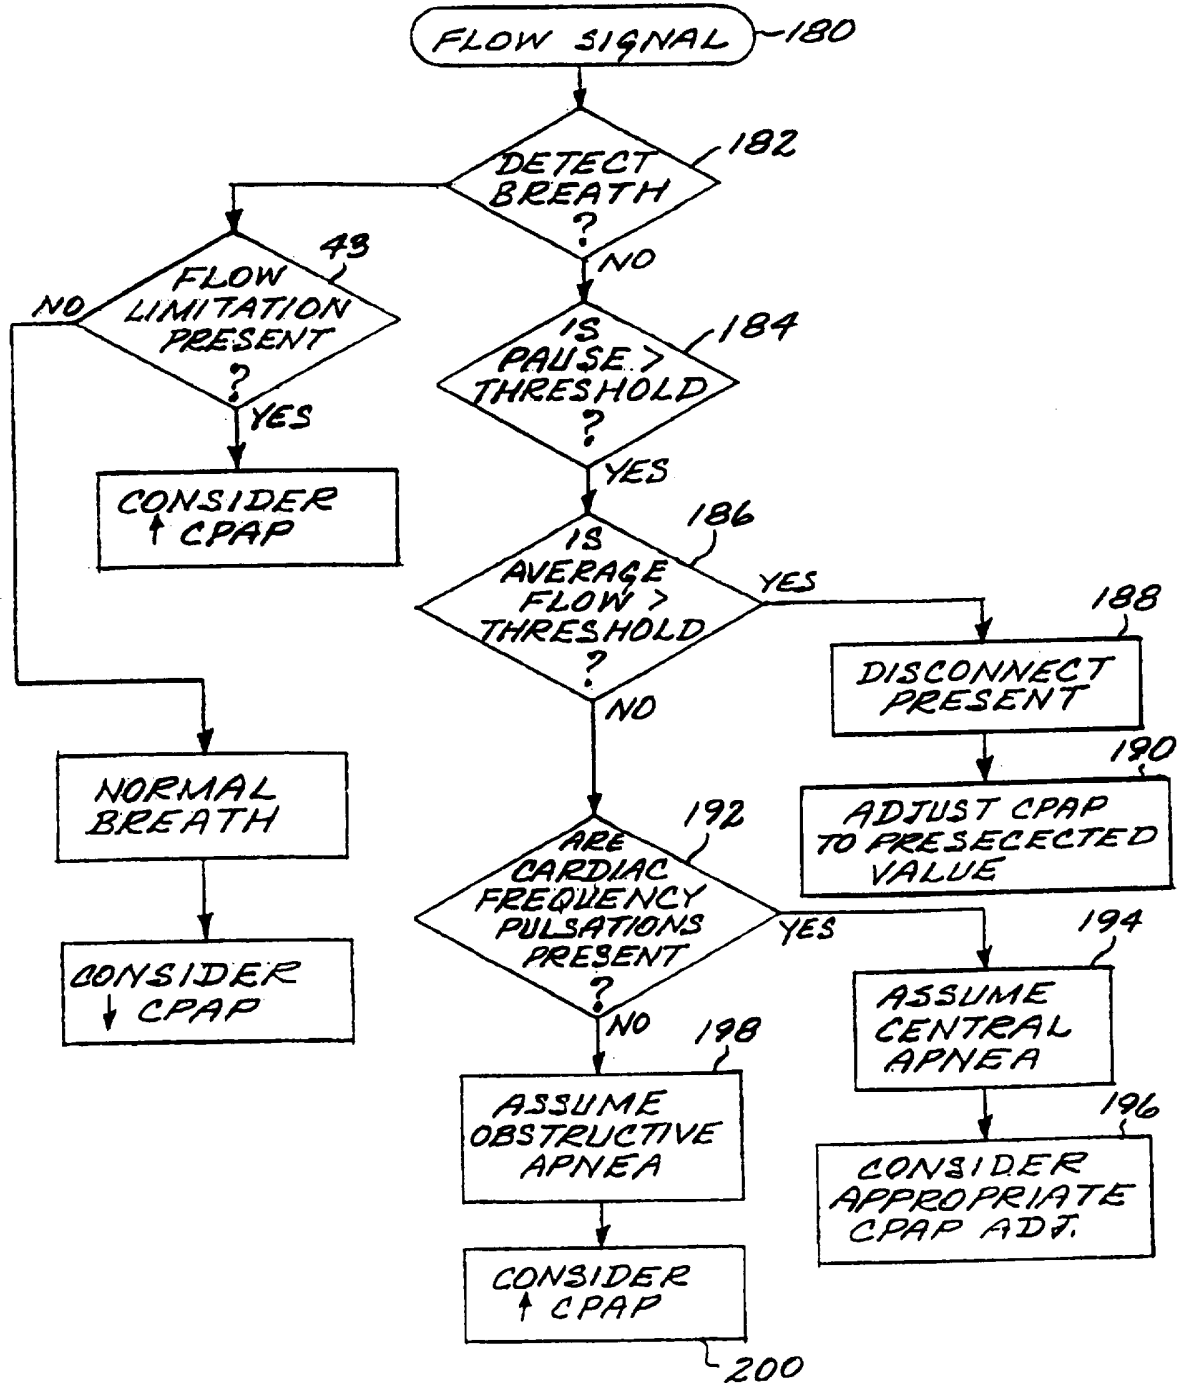 FLOW SIGNAL
180
DETECT
BREATH
?
182
NO
FLOW
LIMITATION
PRESENT
?
43
NO
YES
CONSIDER
↑ CPAP
NORMAL
BREATH
CONSIDER
↓ CPAP
IS
PAUSE >
THRESHOLD
?
184
YES
IS
AVERAGE
FLOW >
THRESHOLD
?
186
YES
NO
188
DISCONNECT
PRESENT
190
ADJUST CPAP
TO PRESECECTED
VALUE
ARE
CARDIAC
FREQUENCY
PULSATIONS
PRESENT
?
192
YES
NO
194
ASSUME
CENTRAL
APNEA
196
CONSIDER
APPROPRIATE
CPAP ADJ.
198
ASSUME
OBSTRUCTIVE
APNEA
CONSIDER
↑ CPAP
200